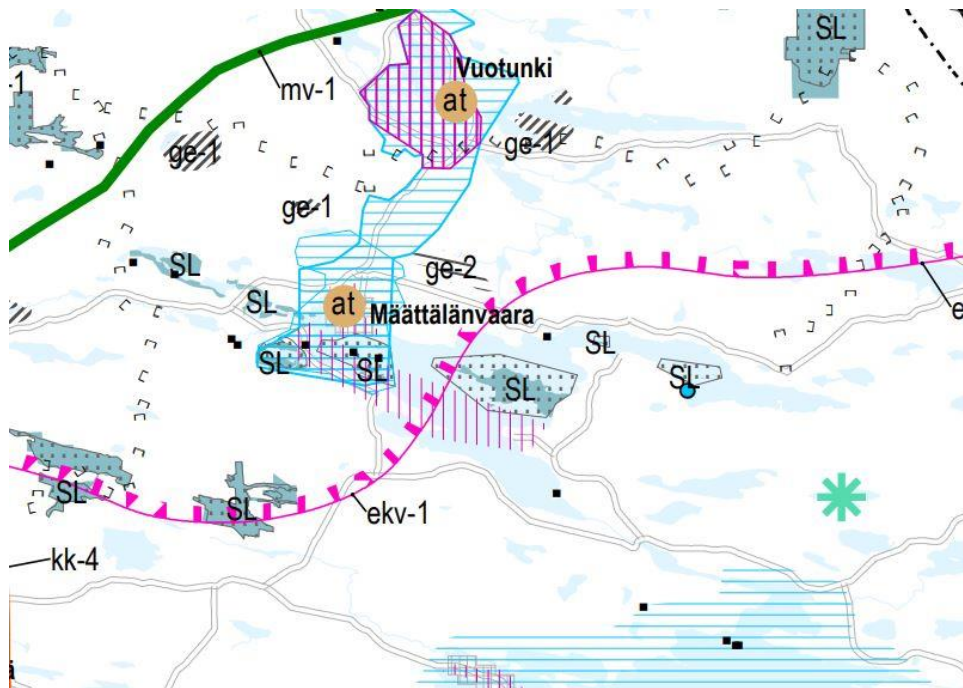 SL
Vuotunki
-1
mv-1
at
ge-1
ge-1
ge-1
SL
ge-2
SL
at
Määttälänvaara
e
SL
SL
SL
SL
SL
SL
SL
ekv-1
kk-4
ä